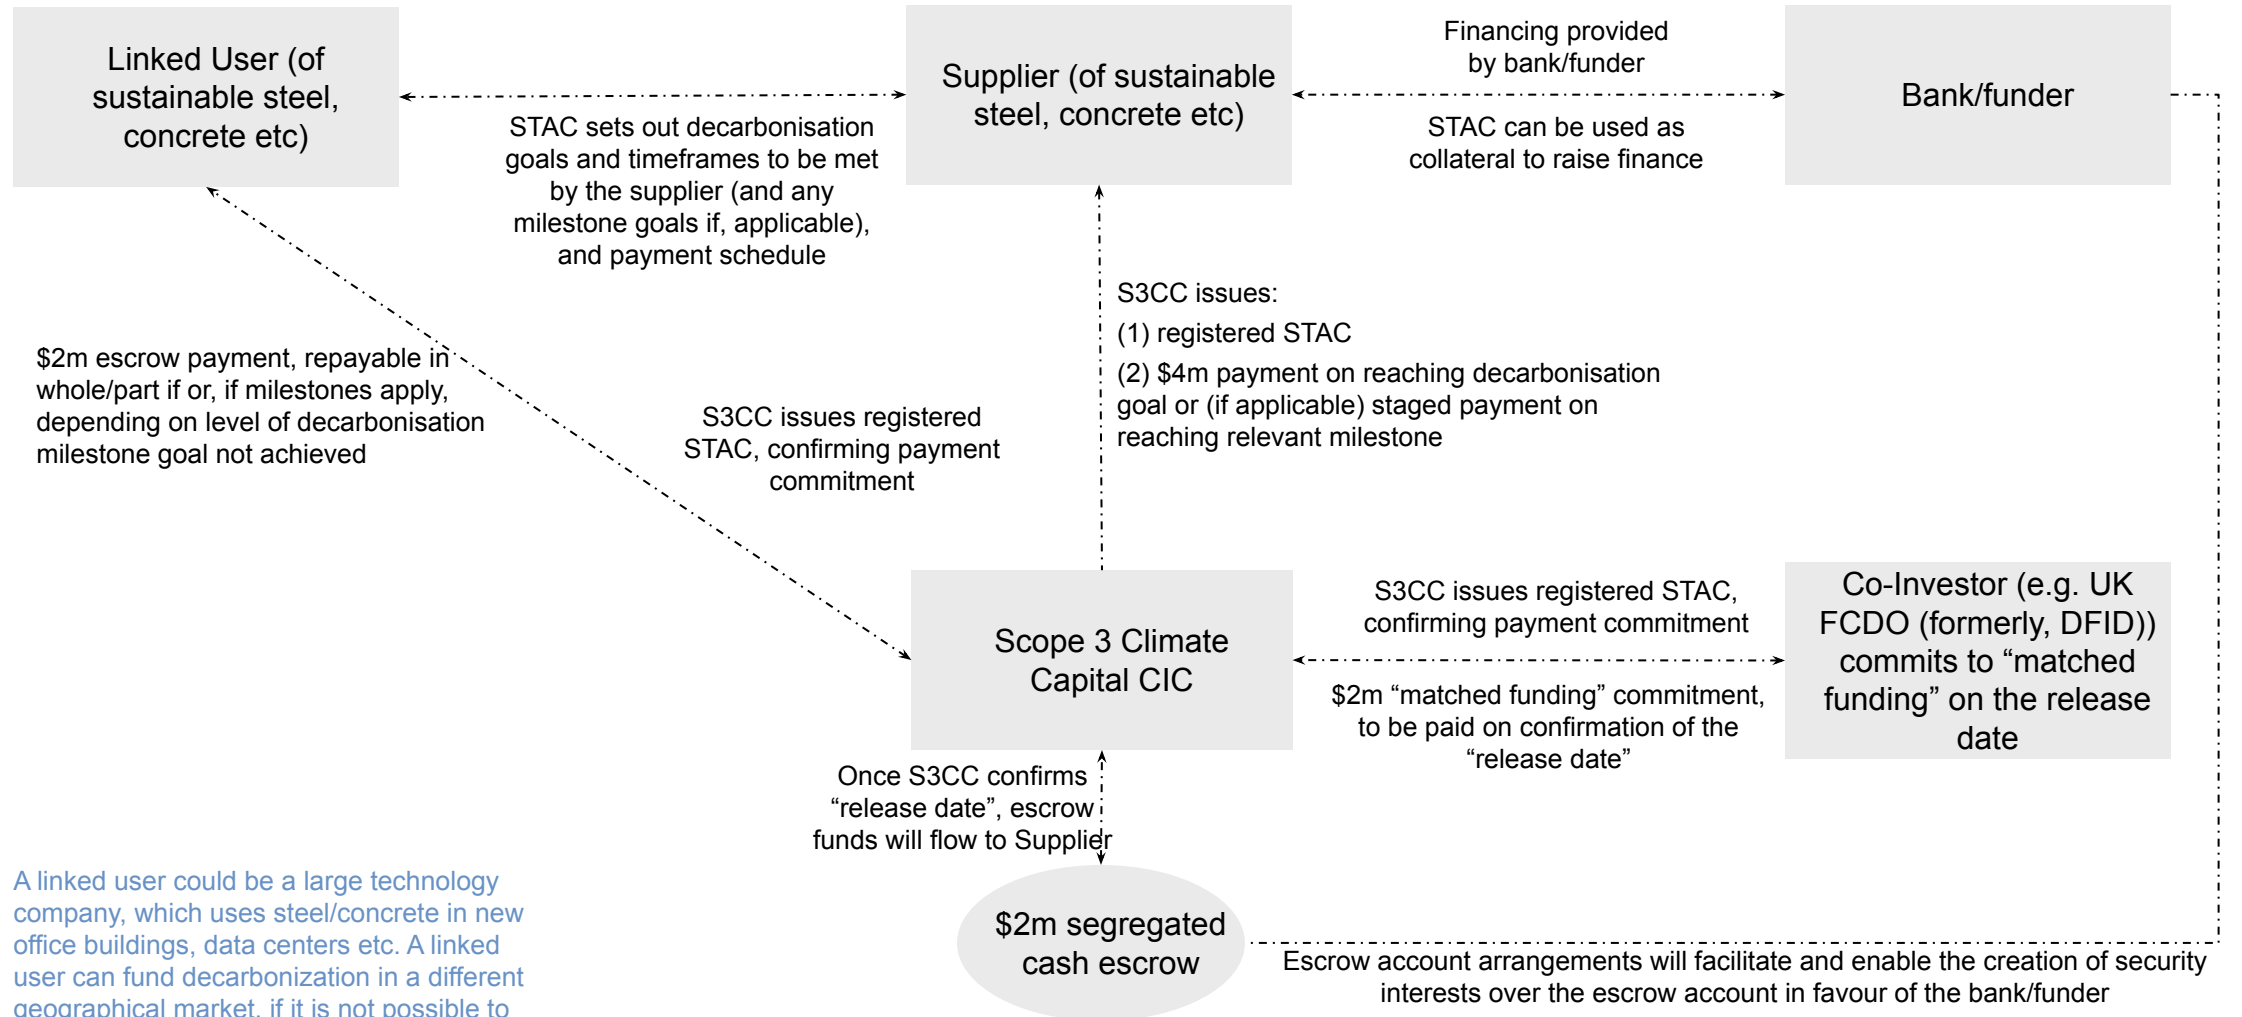 Linked User (of
sustainable steel,
concrete etc)
Supplier (of sustainable
steel, concrete etc)
Financing provided
by bank/funder
STAC can be used as
collateral to raise finance
Bank/funder
STAC sets out decarbonisation
goals and timeframes to be met
by the supplier (and any
milestone goals if, applicable),
and payment schedule
S3CC issues:
(1) registered STAC
(2) $4m payment on reaching decarbonisation
goal or (if applicable) staged payment on
reaching relevant milestone
$2m escrow payment, repayable in
whole/part if or, if milestones apply,
depending on level of decarbonisation
milestone goal not achieved
S3CC issues registered
STAC, confirming payment
commitment
Scope 3 Climate
Capital CIC
S3CC issues registered STAC,
confirming payment commitment
$2m “matched funding” commitment,
to be paid on confirmation of the
“release date”
Co-Investor (e.g. UK
FCDO (formerly, DFID))
commits to “matched
funding” on the release
date
Once S3CC confirms
“release date”, escrow
funds will flow to Supplier
$2m segregated
cash escrow
Escrow account arrangements will facilitate and enable the creation of security
interests over the escrow account in favour of the bank/funder
A linked user could be a large technology
company, which uses steel/concrete in new
office buildings, data centers etc. A linked
user can fund decarbonization in a different
geographical market, if it is not possible to